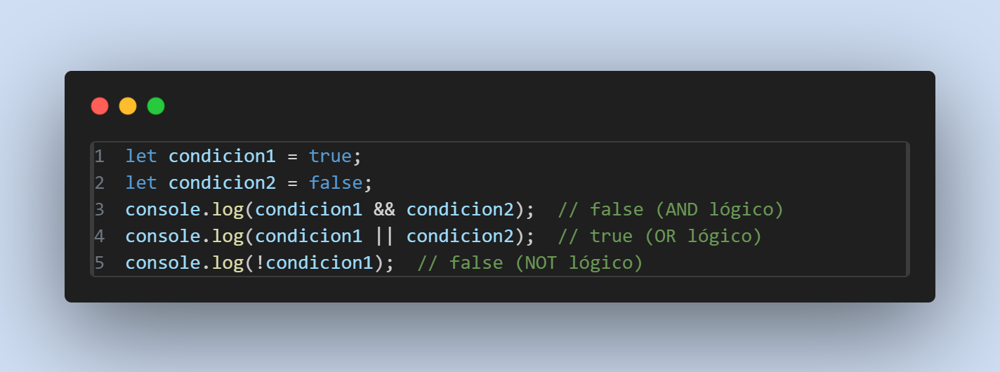 1 let condicion1 = true;
2 let condicion2 = false;
3 console.log(condicion1 && condicion2);  // false (AND lógico)
4 console.log(condicion1 || condicion2);  // true (OR lógico)
5 console.log(!condicion1);  // false (NOT lógico)